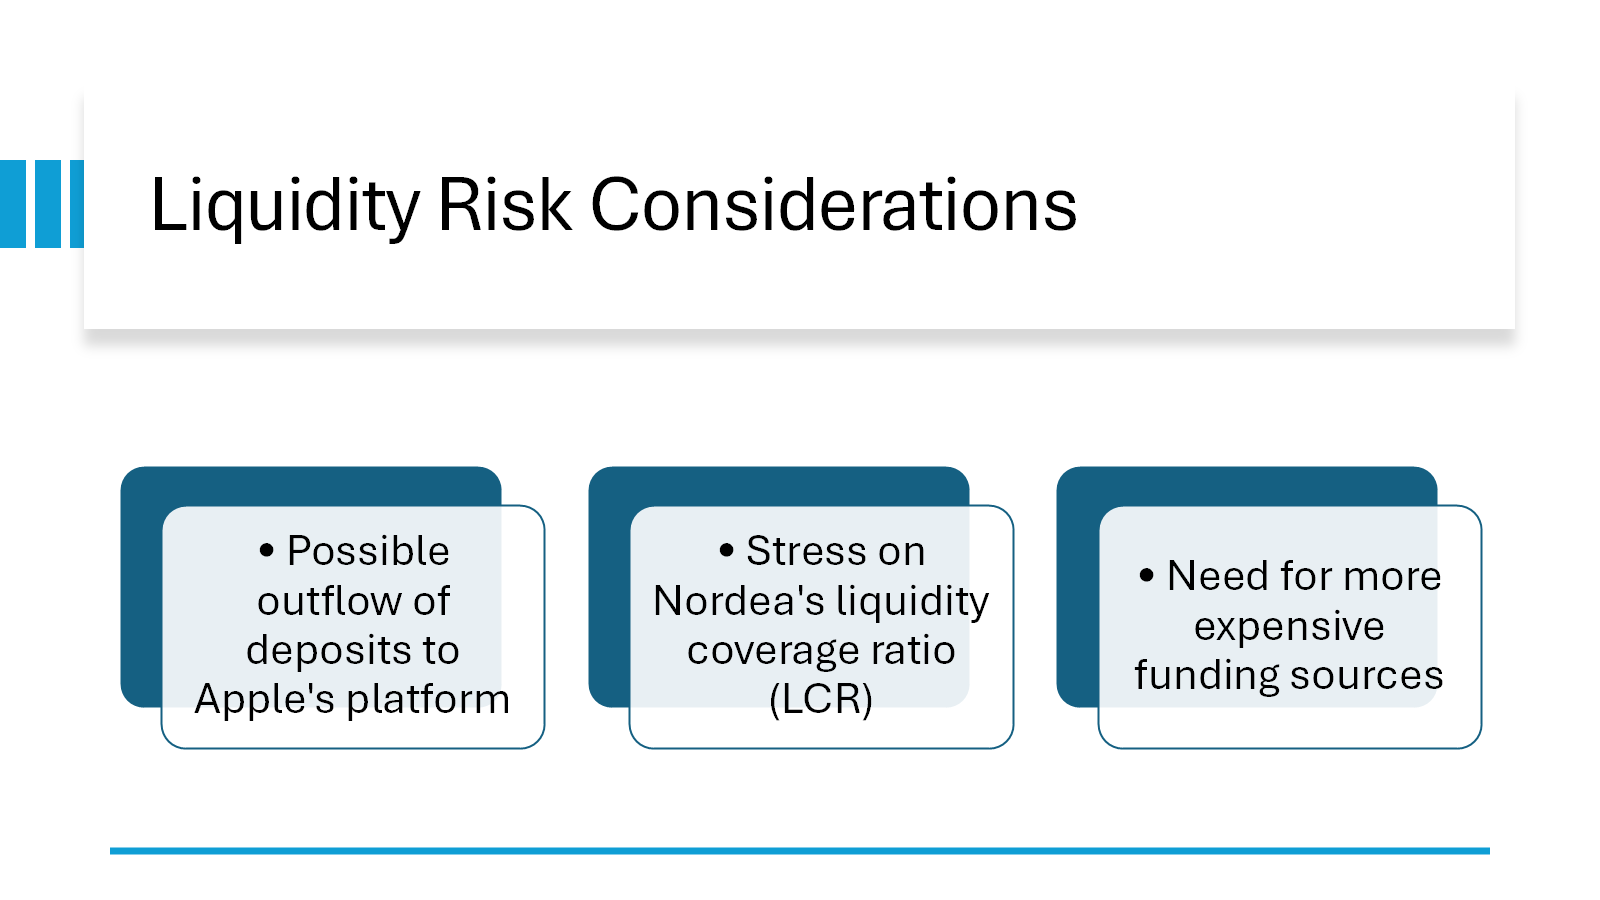 Liquidity Risk Considerations
• Possible
outflow of
deposits to
Apple's platform
• Stress on
Nordea's liquidity
coverage ratio
(LCR)
• Need for more
expensive
funding sources